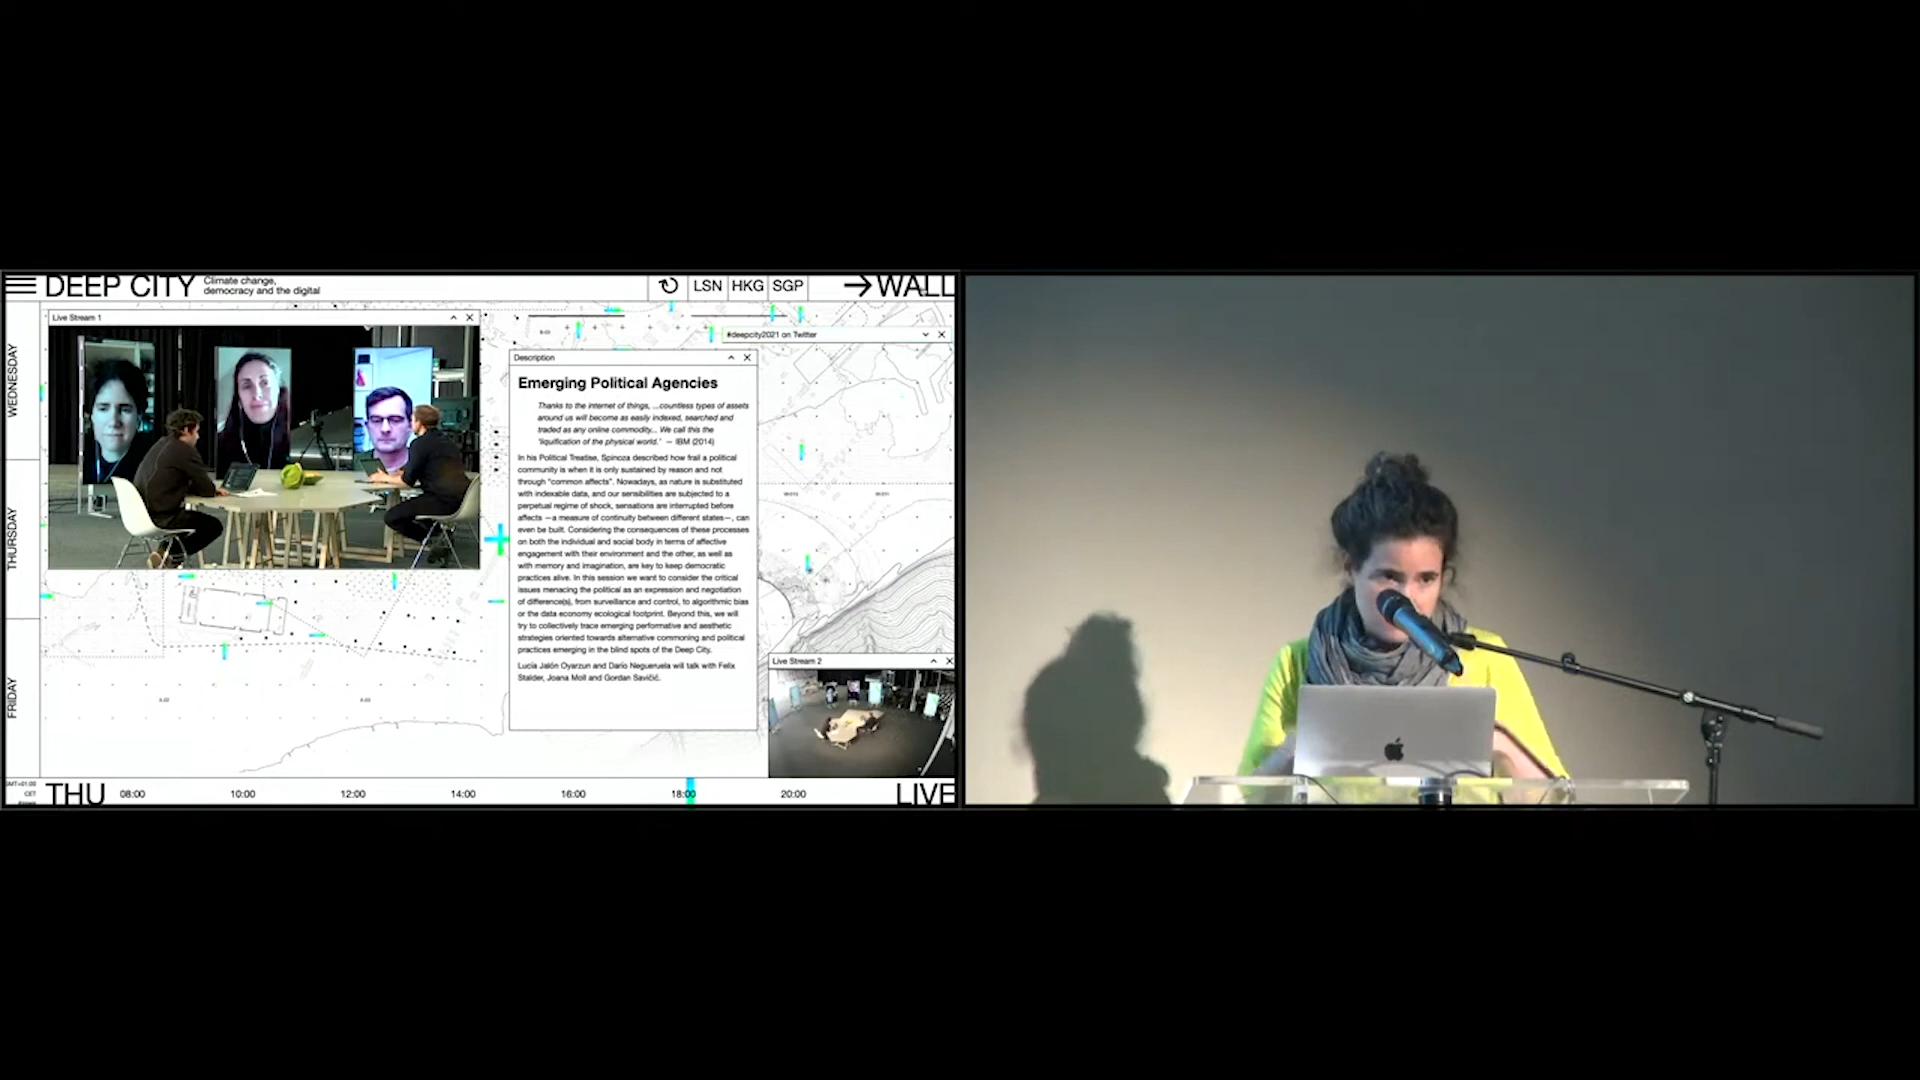 DEEP CITY
Climate change,
democracy and the digital
LSN HKG SGP
→WALL
WEDNESDAY
THURSDAY
FRIDAY
Live Stream 1
#deepcity2021 on Twitter
Description
Emerging Political Agencies
Thanks to the internet of things, ...countless types of assets
around us will become as easily indexed, searched and
traded as any online commodity... We call this the
'liquification of the physical world.' — IBM (2014)
In his Political Treatise, Spinoza described how frail a political
community is when it is only sustained by reason and not
through "common affects". Nowadays, as nature is substituted
with indexable data, and our sensibilities are subjected to a
perpetual regime of shock, sensations are interrupted before
affects —a measure of continuity between different states—, can
even be built. Considering the consequences of these processes
on both the individual and social body in terms of affective
engagement with their environment and the other, as well as
with memory and imagination, are key to keep democratic
practices alive. In this session we want to consider the critical
issues menacing the political as an expression and negotiation
of difference(s), from surveillance and control, to algorithmic bias
or the data economy ecological footprint. Beyond this, we will
try to collectively trace emerging performative and aesthetic
strategies oriented towards alternative commoning and political
practices emerging in the blind spots of the Deep City.
Lucía Jalón Oyarzun and Darío Negueruela will talk with Felix
Stalder, Joana Moll and Gordan Savičić.
Live Stream 2
GMT+01:00
CET
THU 08:00 10:00 12:00 14:00 16:00 18:00 20:00 LIVE